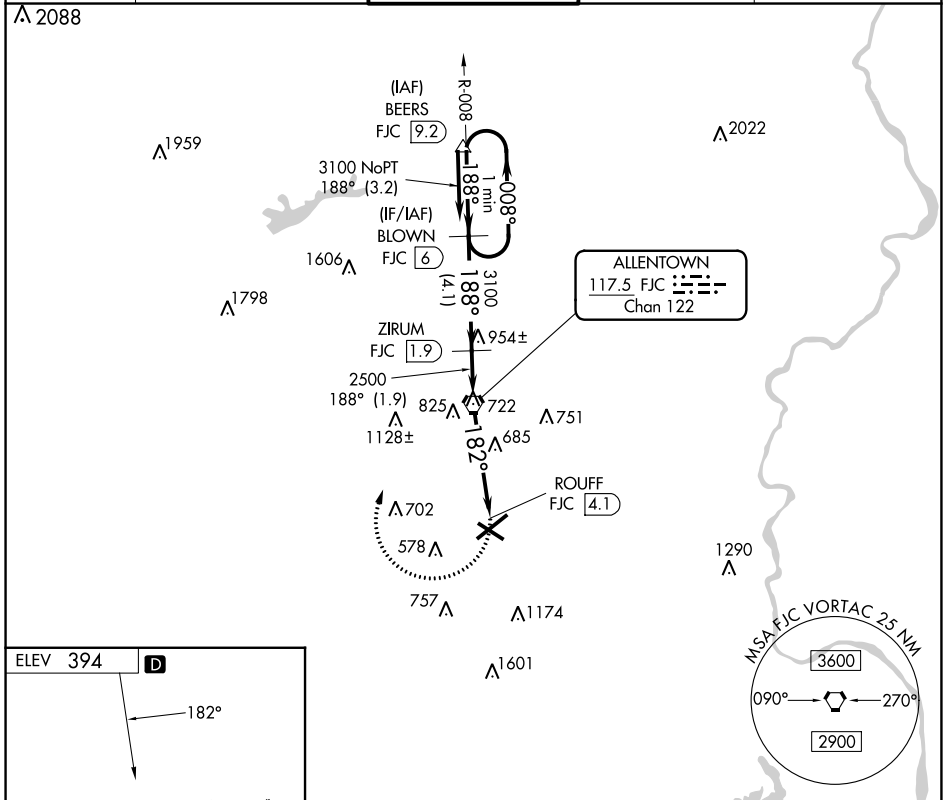 2088
R-008
(IAF)
BEERS
FJC 9.2
1959
2022
3100 NoPT
188° (3.2)
188°
1 min
008°
(IF/IAF)
BLOWN
FJC 6
1606
3100
188°
(4.1)
ALLENTOWN
117.5 FJC
Chan 122
1798
ZIRUM
FJC 1.9
954±
2500
188° (1.9)
825
722
751
1128±
182°
685
ROUFF
FJC 4.1
702
578
1290
757
1174
MSA FJC VORTAC 25 NM
ELEV 394 D
1601
3600
090°
270°
182°
2900